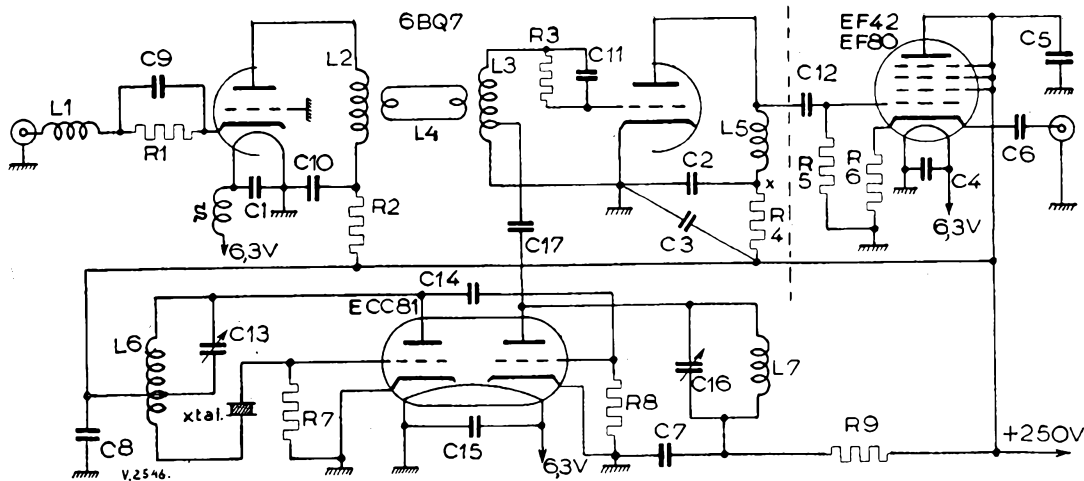 6BQ7
EF42
EF80
C9
L1
R1
L2
L4
L3
R3
C11
C12
C5
C6
L5
C2
x
C1
C10
R2
6,3V
C17
C3
R4
R5
R6
C4
6,3V
C14
ECC81
L6
C13
xtal.
R7
C8
C15
6,3V
R8
C7
C16
L7
R9
+250V
V.2546.